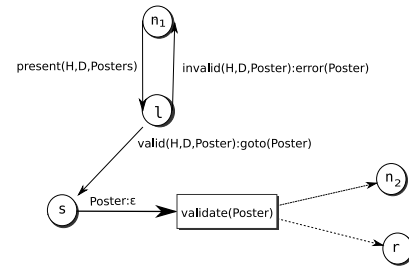 n1
present(H,D,Posters)
invalid(H,D,Poster):error(Poster)
l
valid(H,D,Poster):goto(Poster)
n2
s
Poster:ε
validate(Poster)
r